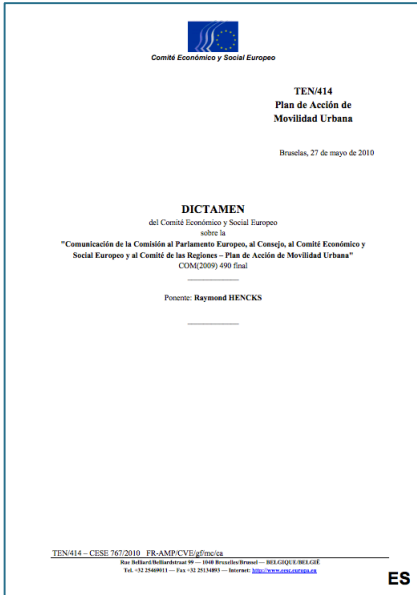 Comité Económico y Social Europeo
TEN/414
Plan de Acción de
Movilidad Urbana
Bruselas, 27 de mayo de 2010
DICTAMEN
del Comité Económico y Social Europeo
sobre la
"Comunicación de la Comisión al Parlamento Europeo, al Consejo, al Comité Económico y
Social Europeo y al Comité de las Regiones – Plan de Acción de Movilidad Urbana"
COM(2009) 490 final
Ponente: Raymond HENCKS
TEN/414 – CESE 767/2010 FR-AMP/CVE/gf/mc/ca
Rue Belliard/Belliardstraat 99 — 1040 Bruxelles/Brussel — BELGIQUE/BELGIË
Tel. +32 25469011 — Fax +32 25134893 — Internet: http://www.eesc.europa.eu
ES